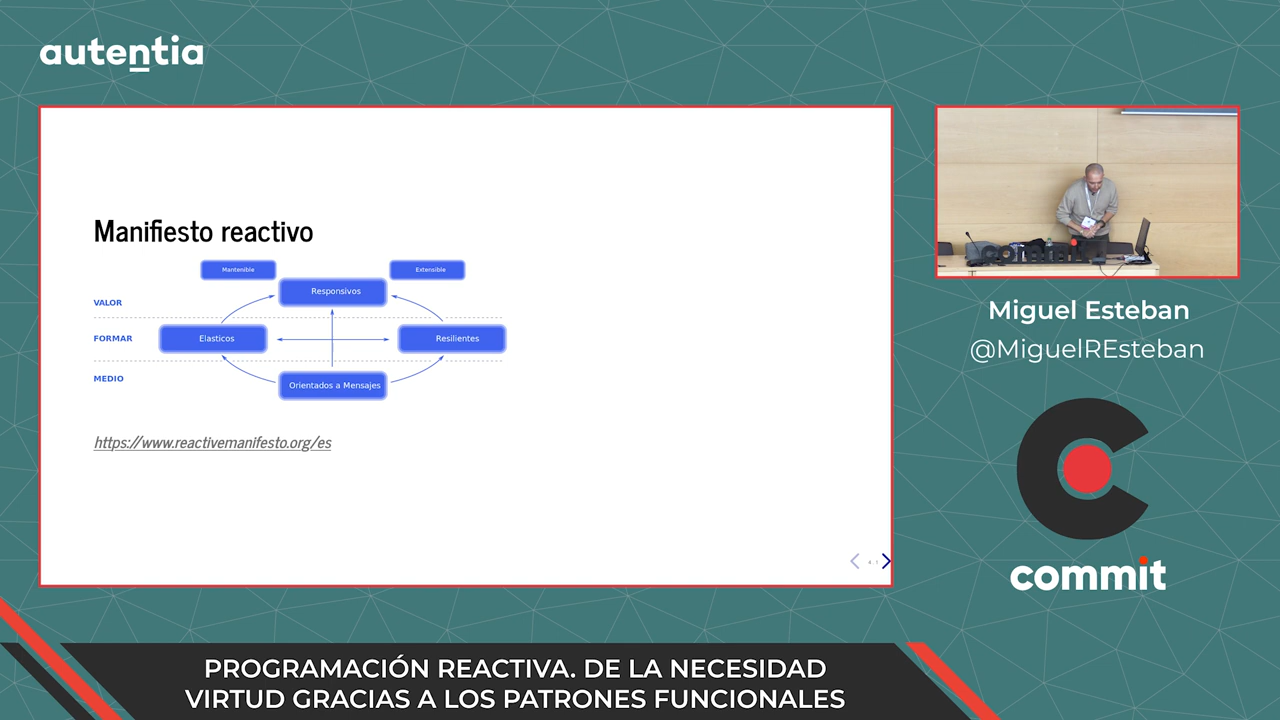 autentia
Manifiesto reactivo
Mantenible
Extensible
Responsivos
VALOR
FORMAR
Elasticos
Resilientes
MEDIO
Orientados a Mensajes
https://www.reactivemanifesto.org/es
Miguel Esteban
@MiguelREsteban
commit
PROGRAMACIÓN REACTIVA. DE LA NECESIDAD
VIRTUD GRACIAS A LOS PATRONES FUNCIONALES